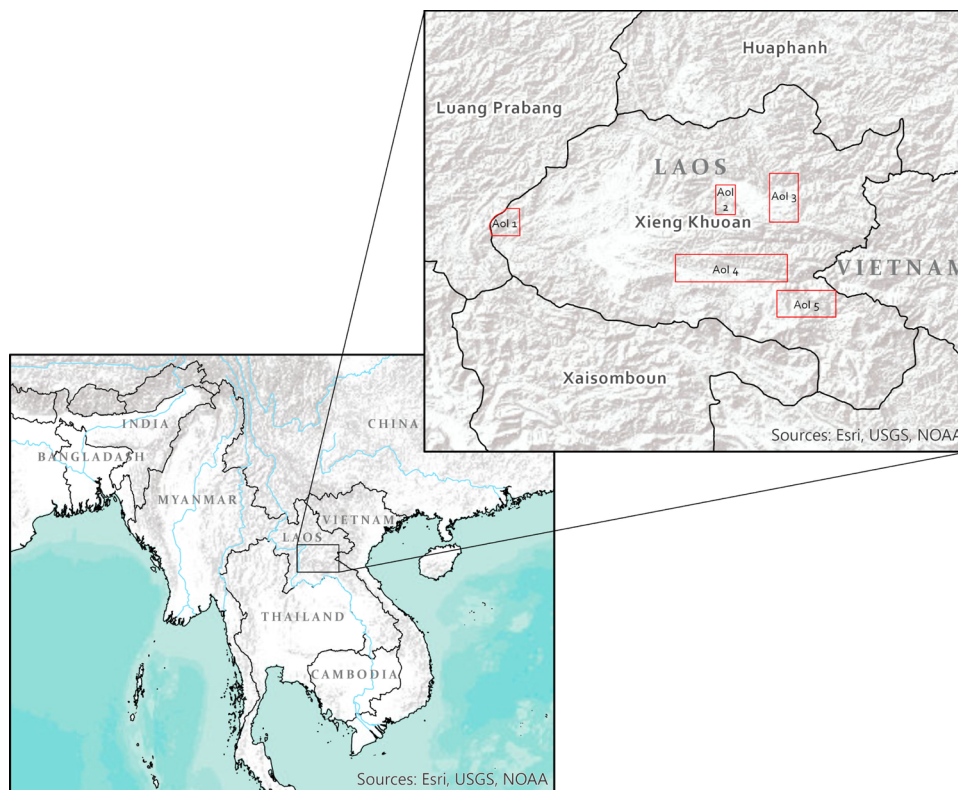 Huaphanh
Luang Prabang
LAOS
AoI
2
AoI 3
AoI 1
Xieng Khuoan
AoI 4
VIETNAM
AoI 5
Xaisomboun
Sources: Esri, USGS, NOAA
INDIA
CHINA
BANGLADESH
MYANMAR
VIETNAM
LAOS
THAILAND
CAMBODIA
Sources: Esri, USGS, NOAA